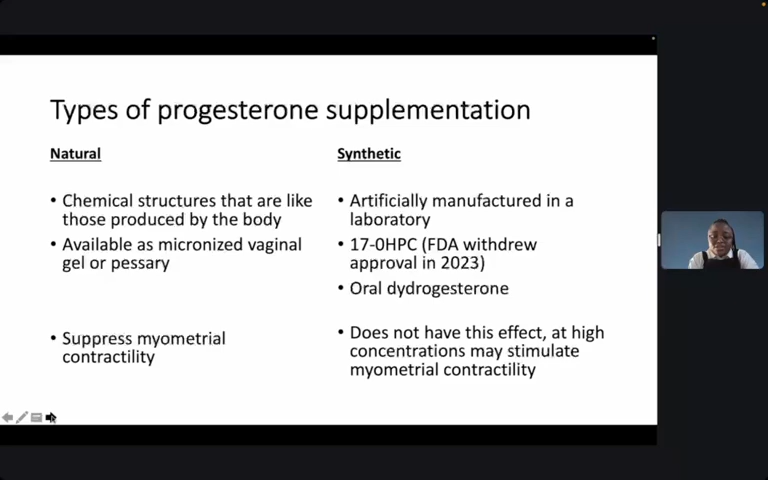 Types of progesterone supplementation
Natural
• Chemical structures that are like
those produced by the body
• Available as micronized vaginal
gel or pessary
• Suppress myometrial
contractility
Synthetic
• Artificially manufactured in a
laboratory
• 17-0HPC (FDA withdrew
approval in 2023)
• Oral dydrogesterone
• Does not have this effect, at high
concentrations may stimulate
myometrial contractility